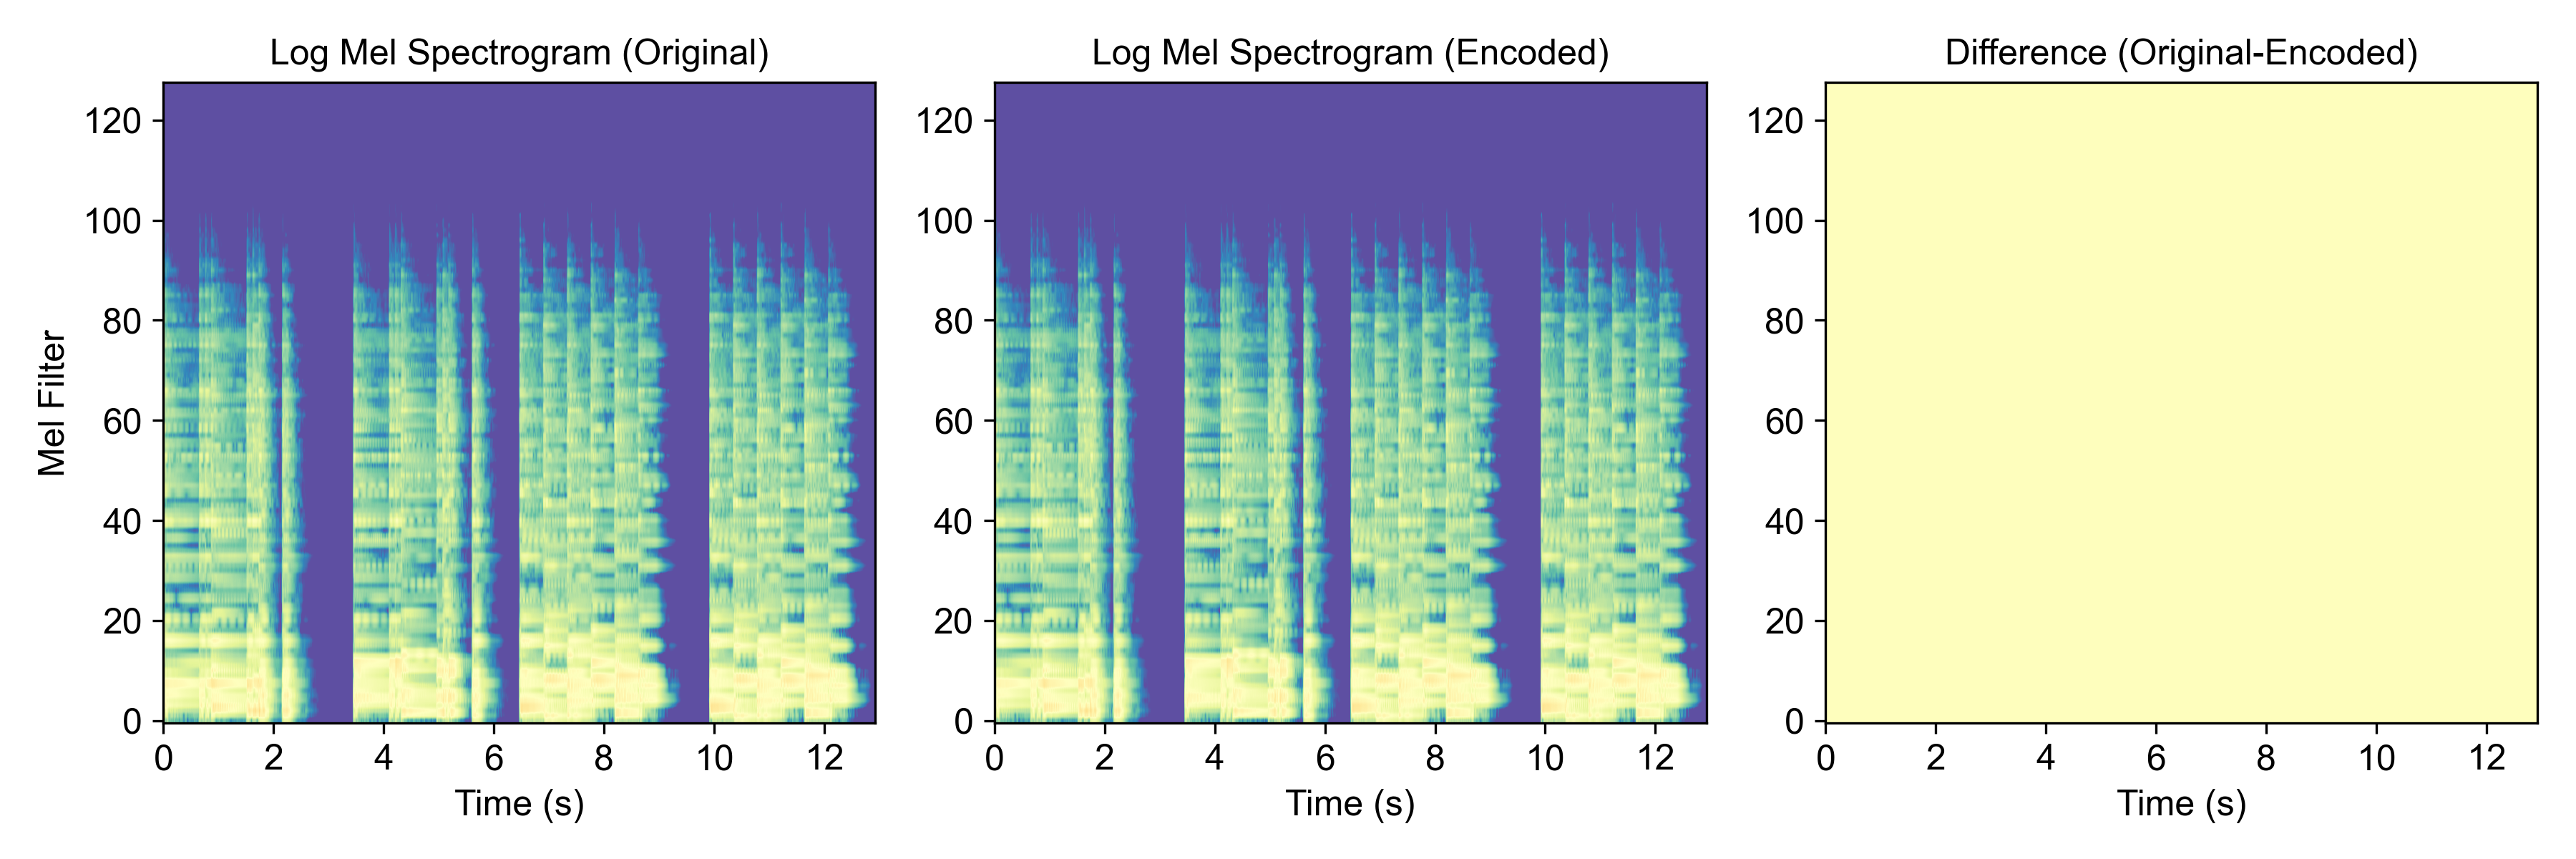 Log Mel Spectrogram (Original)
Log Mel Spectrogram (Encoded)
Difference (Original-Encoded)
Mel Filter
120
100
80
60
40
20
0
0 2 4 6 8 10 12
Time (s)
120
100
80
60
40
20
0
0 2 4 6 8 10 12
Time (s)
120
100
80
60
40
20
0
0 2 4 6 8 10 12
Time (s)